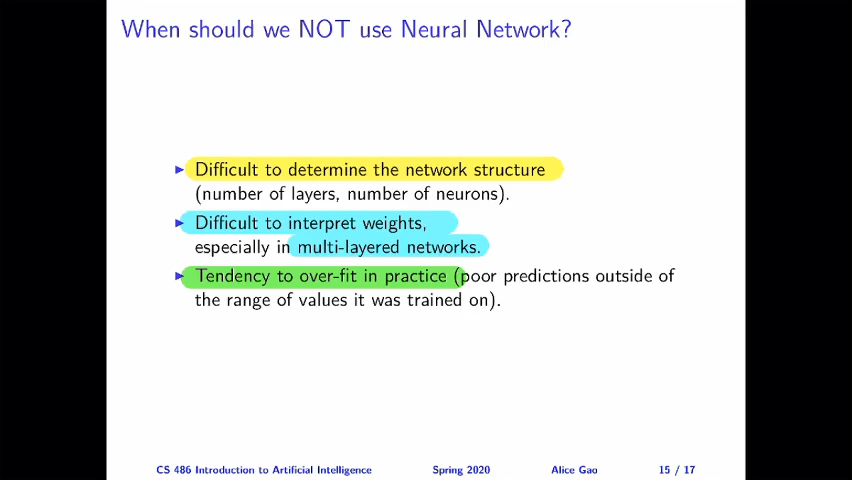 When should we NOT use Neural Network?
▶ Difficult to determine the network structure
(number of layers, number of neurons).
▶ Difficult to interpret weights,
especially in multi-layered networks.
▶ Tendency to over-fit in practice (poor predictions outside of
the range of values it was trained on).
CS 486 Introduction to Artificial Intelligence Spring 2020 Alice Gao 15 / 17